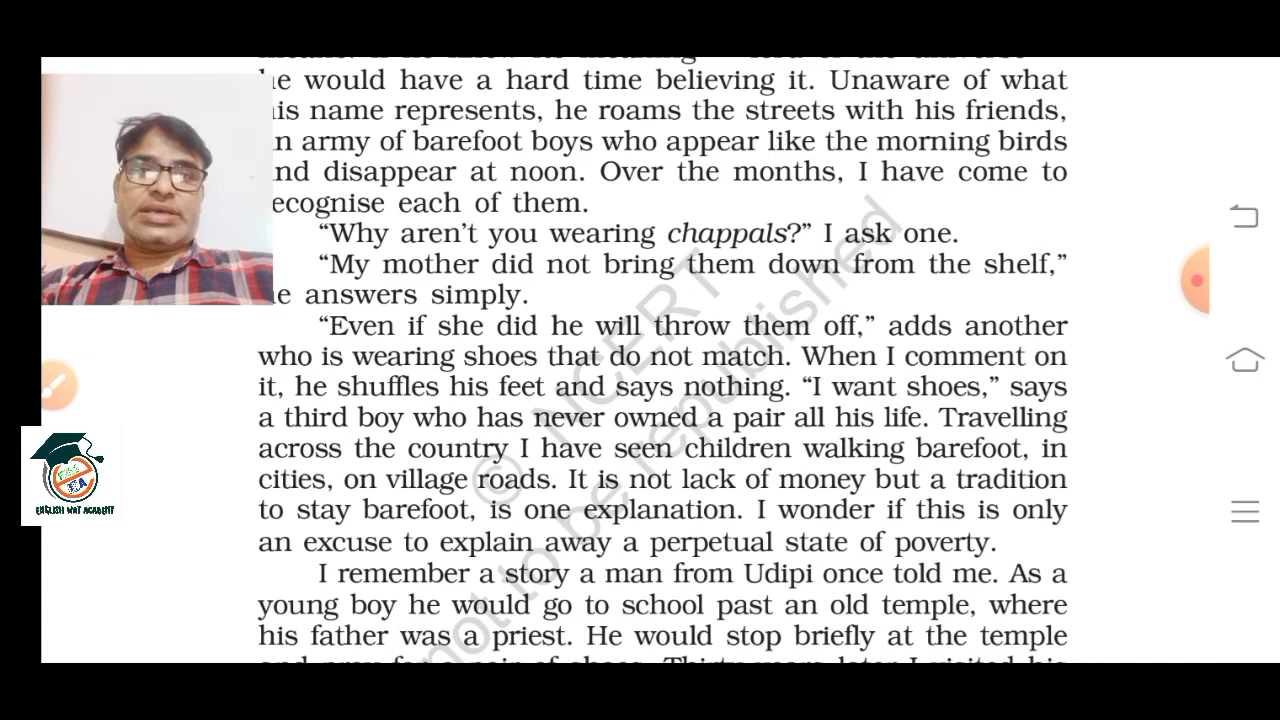 he would have a hard time believing it. Unaware of what
his name represents, he roams the streets with his friends,
an army of barefoot boys who appear like the morning birds
and disappear at noon. Over the months, I have come to
recognise each of them.
“Why aren’t you wearing chappals?” I ask one.
“My mother did not bring them down from the shelf,”
he answers simply.
“Even if she did he will throw them off,” adds another
who is wearing shoes that do not match. When I comment on
it, he shuffles his feet and says nothing. “I want shoes,” says
a third boy who has never owned a pair all his life. Travelling
across the country I have seen children walking barefoot, in
cities, on village roads. It is not lack of money but a tradition
to stay barefoot, is one explanation. I wonder if this is only
an excuse to explain away a perpetual state of poverty.
I remember a story a man from Udipi once told me. As a
young boy he would go to school past an old temple, where
his father was a priest. He would stop briefly at the temple
© NCERT
not to be republished
ENGLISH WAY ACADEMY